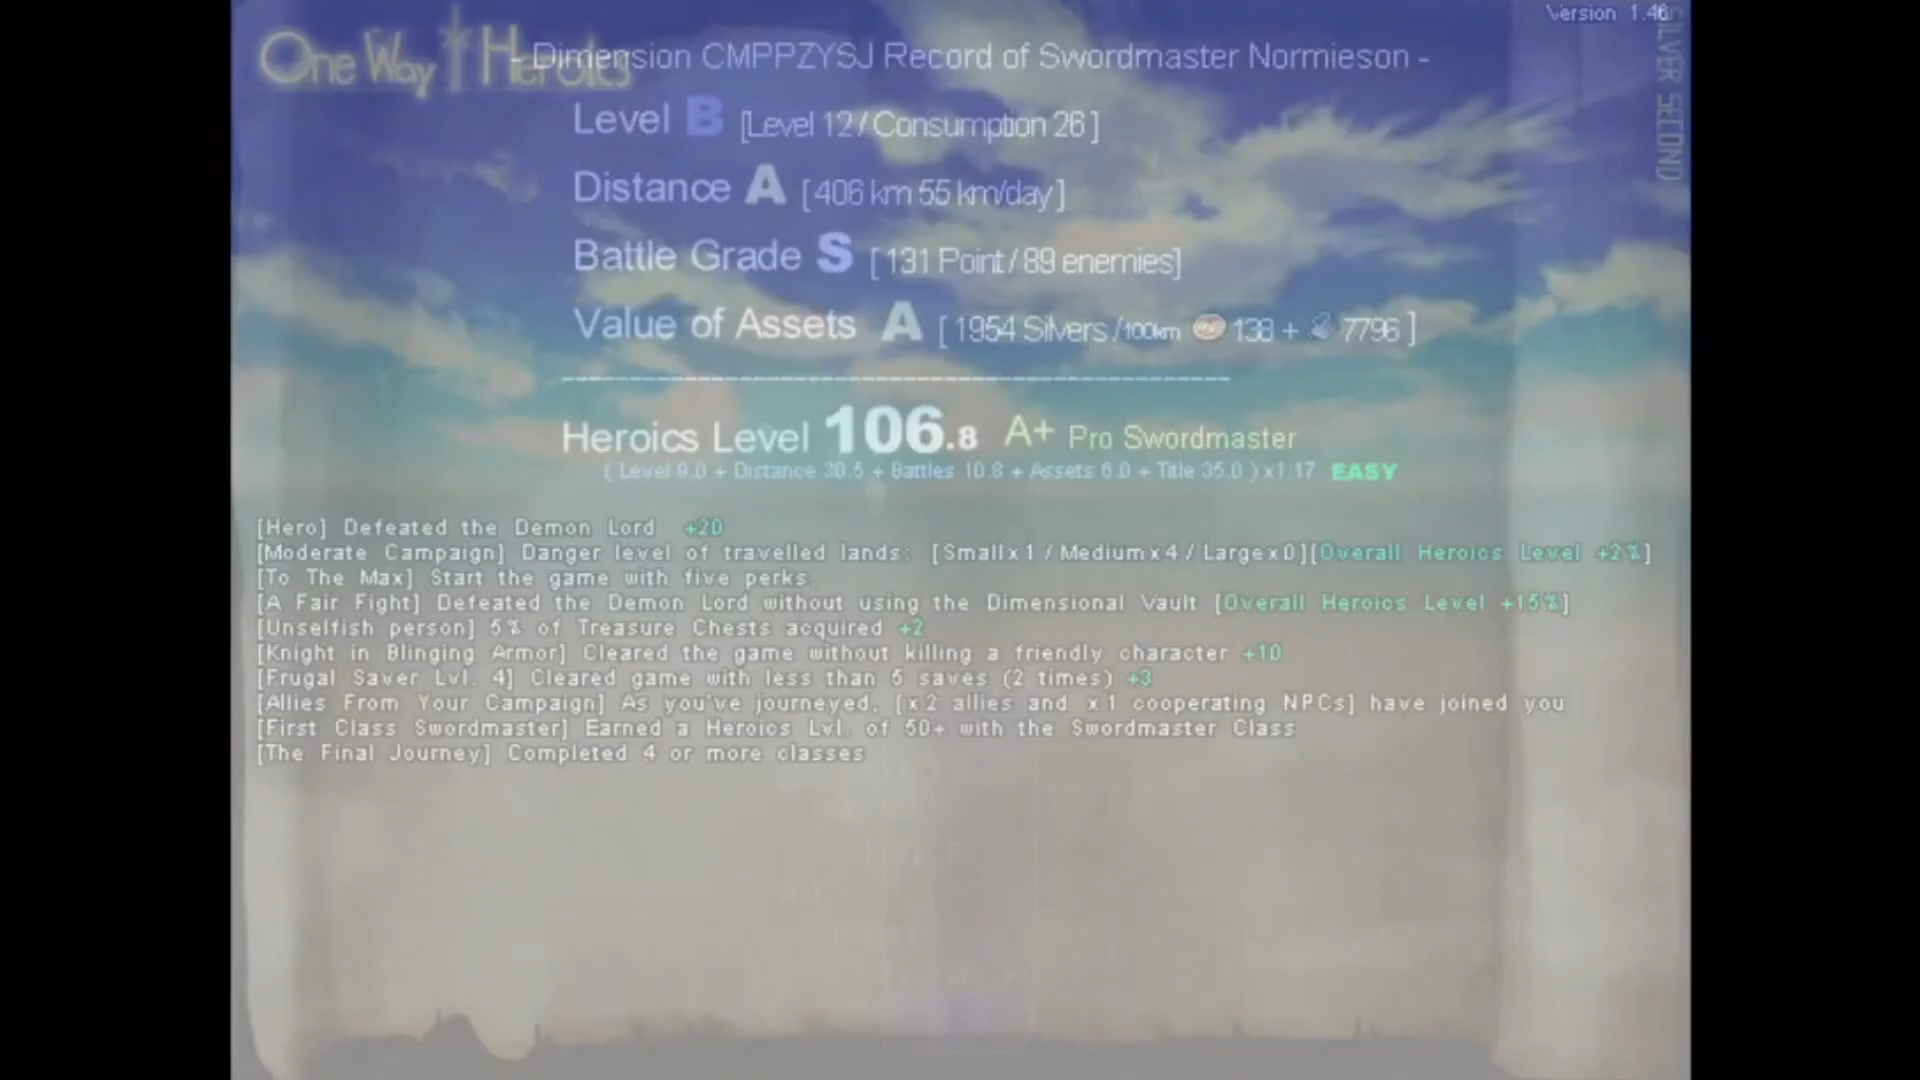 Version 1.46
One Way Heroics
SILVER SECOND
- Dimension CMPPZYSJ Record of Swordmaster Normieson -
Level B [Level 12 / Consumption 26 ]
Distance A [ 406 km 55 km/day ]
Battle Grade S [ 131 Point / 89 enemies]
Value of Assets A [ 1954 Silvers /100km 138 + 7796 ]
Heroics Level 106.8 A+ Pro Swordmaster
( Level 9.0 + Distance 30.5 + Battles 10.8 + Assets 6.0 + Title 35.0 ) x1.17 EASY
[Hero] Defeated the Demon Lord +20
[Moderate Campaign] Danger level of travelled lands: [Small x 1 / Medium x 4 / Large x 0][Overall Heroics Level +2%]
[To The Max] Start the game with five perks.
[A Fair Fight] Defeated the Demon Lord without using the Dimensional Vault [Overall Heroics Level +15%]
[Unselfish person] 5% of Treasure Chests acquired +2
[Knight in Blinging Armor] Cleared the game without killing a friendly character +10
[Frugal Saver Lvl. 4] Cleared game with less than 5 saves (2 times) +3
[Allies From Your Campaign] As you've journeyed, [x2 allies and x1 cooperating NPCs] have joined you
[First Class Swordmaster] Earned a Heroics Lvl. of 50+ with the Swordmaster Class
[The Final Journey] Completed 4 or more classes